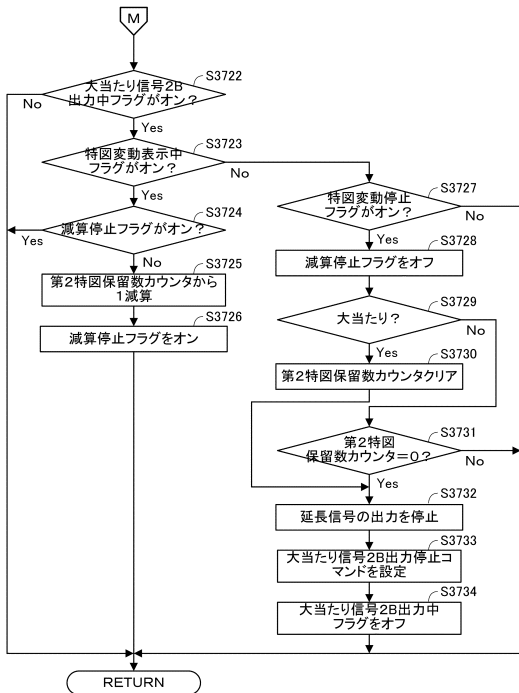 M
S3722
大当たり信号2B
出力中フラグがオン？
No
Yes
S3723
特図変動表示中
フラグがオン？
No
Yes
S3724
減算停止フラグがオン？
Yes
No
S3725
第2特図保留数カウンタから
1減算
S3726
減算停止フラグをオン
S3727
特図変動停止
フラグがオン？
No
Yes
S3728
減算停止フラグをオフ
S3729
大当たり？
No
Yes
S3730
第2特図保留数カウンタクリア
S3731
第2特図
保留数カウンタ＝0？
No
Yes
S3732
延長信号の出力を停止
S3733
大当たり信号2B出力停止コ
マンドを設定
S3734
大当たり信号2B出力中
フラグをオフ
RETURN